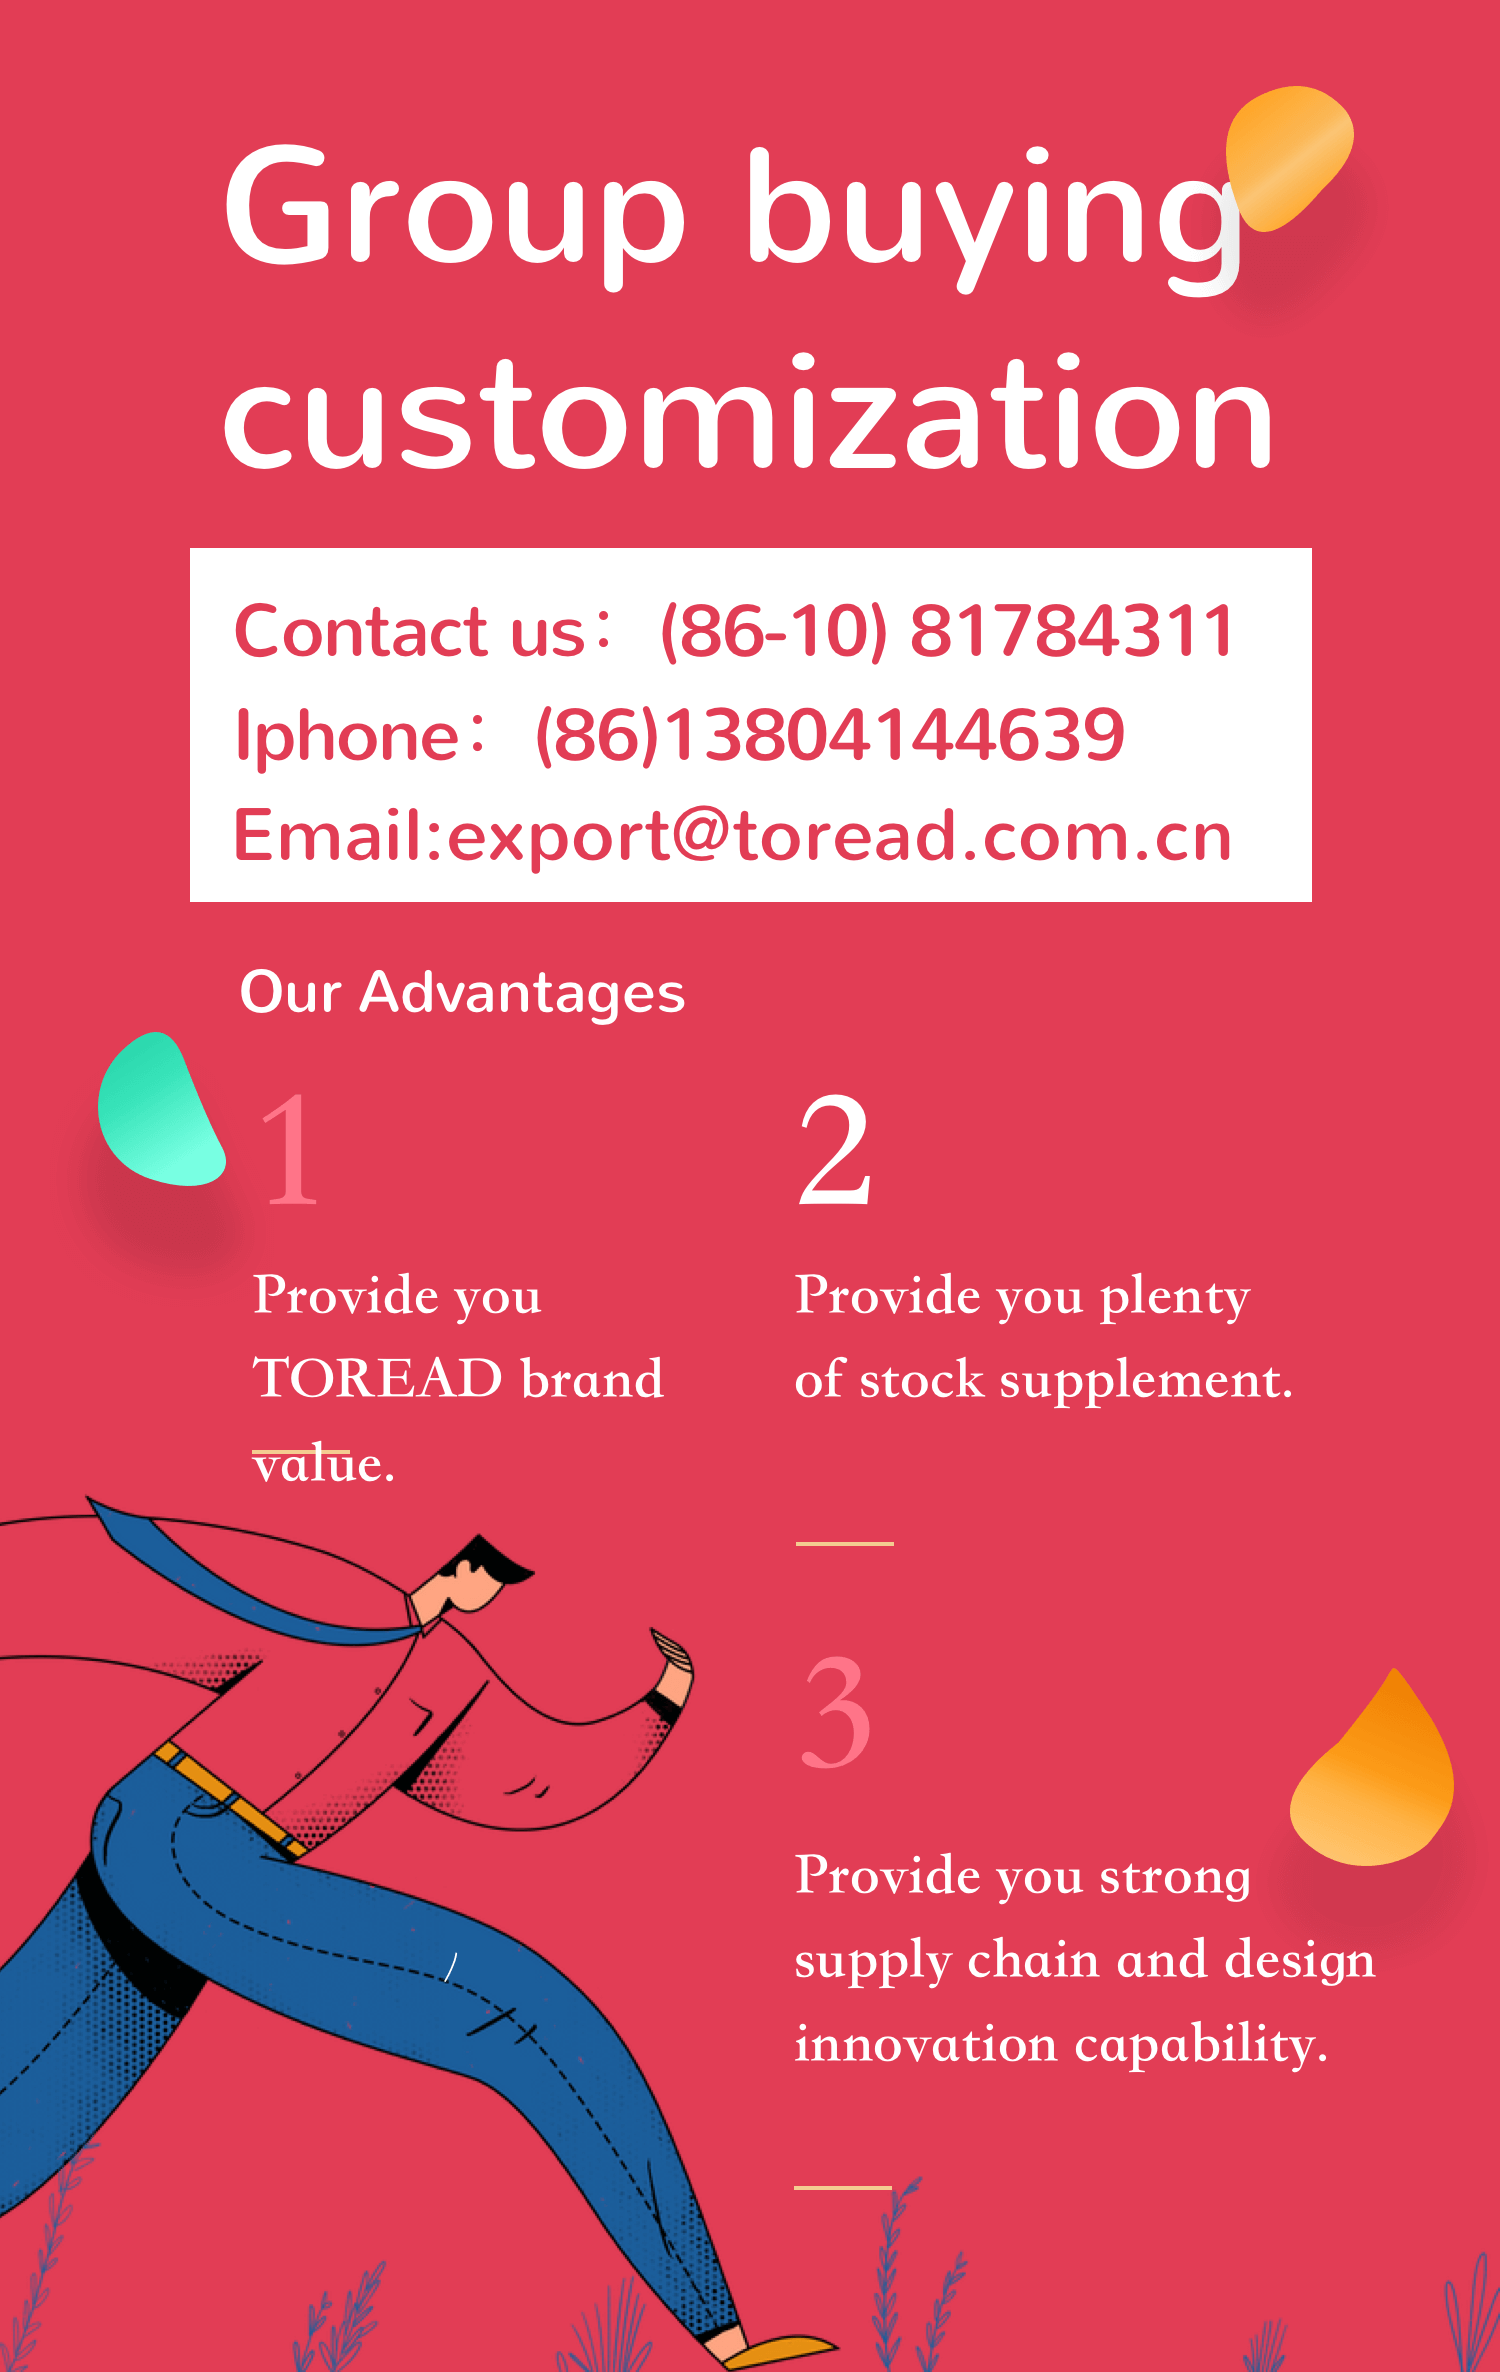 Group buying
customization
Contact us：(86-10) 81784311
Iphone：(86)13804144639
Email:export@toread.com.cn
Our Advantages
1
Provide you
TOREAD brand
value.
2
Provide you plenty
of stock supplement.
3
Provide you strong
supply chain and design
innovation capability.